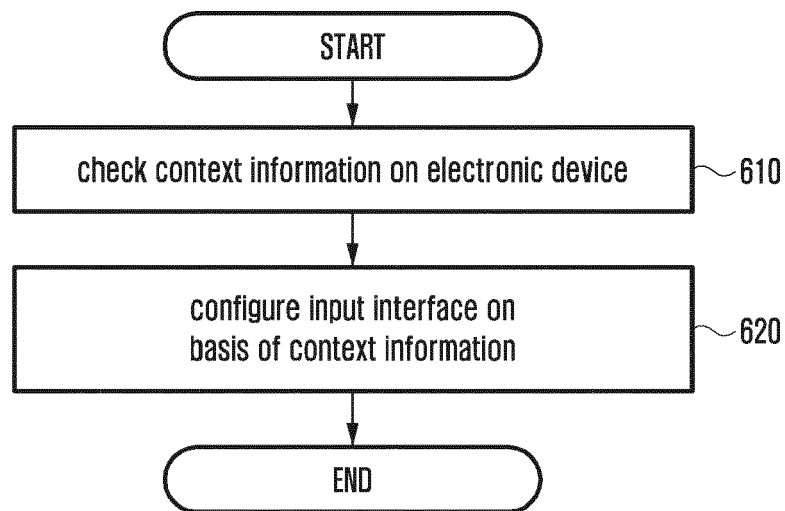 START
check context information on electronic device
610
configure input interface on
basis of context information
620
END